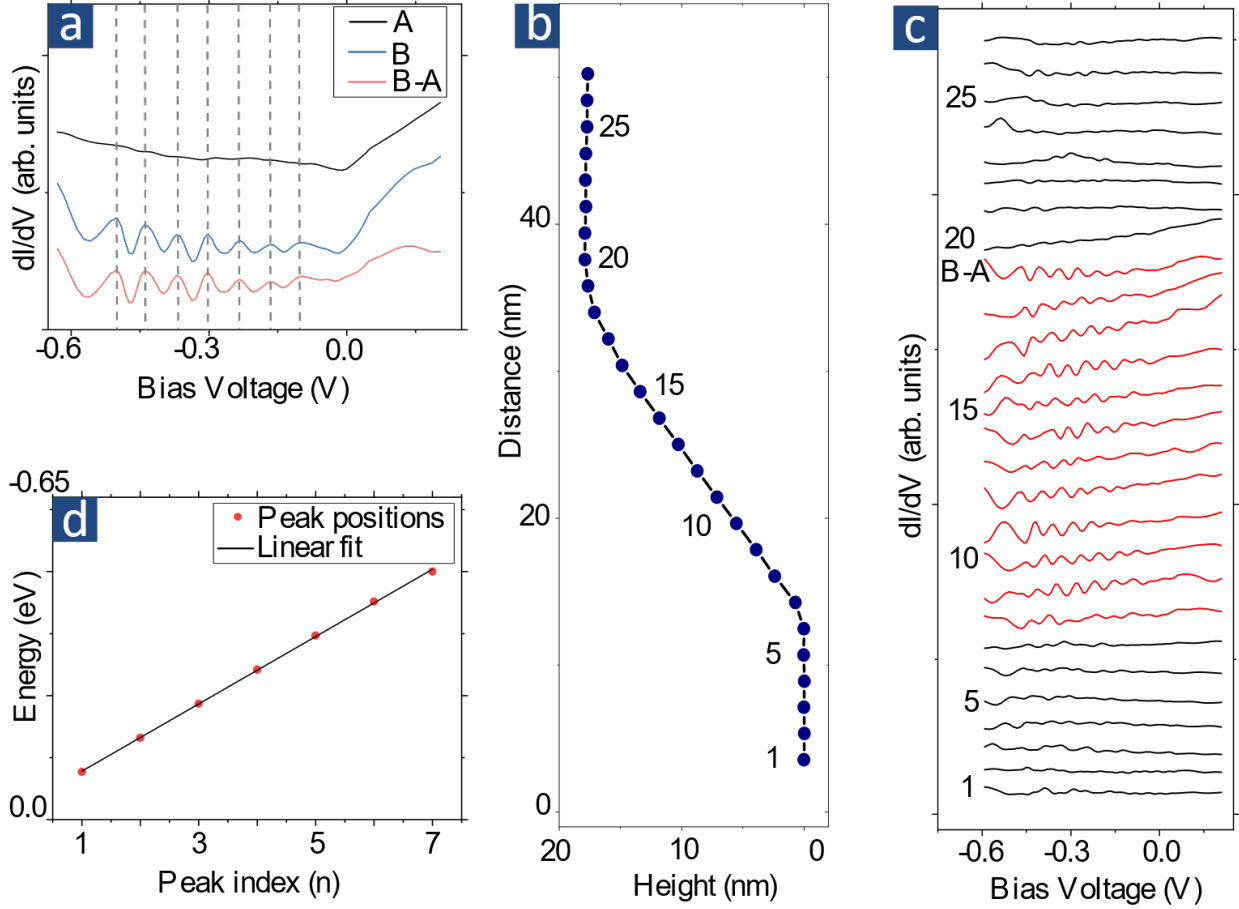 a
A
B
B-A
dI/dV (arb. units)
-0.6
-0.3
0.0
Bias Voltage (V)
b
25
20
15
10
5
1
40
20
0
Distance (nm)
20
10
0
Height (nm)
c
25
20
B-A
15
10
5
1
dI/dV (arb. units)
-0.6
-0.3
0.0
Bias Voltage (V)
d
-0.65
Peak positions
Linear fit
Energy (eV)
0.0
1
3
5
7
Peak index (n)